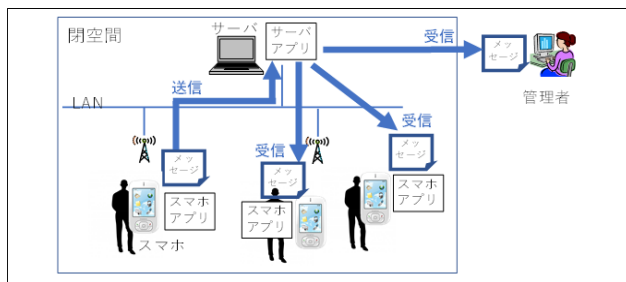 閉空間
サーバ
サーバ
アプリ
受信
メッ
セージ
管理者
送信
LAN
受信
受信
メッ
セージ
メッ
セージ
メッ
セージ
スマホ
アプリ
スマホ
スマホ
アプリ
スマホ
アプリ